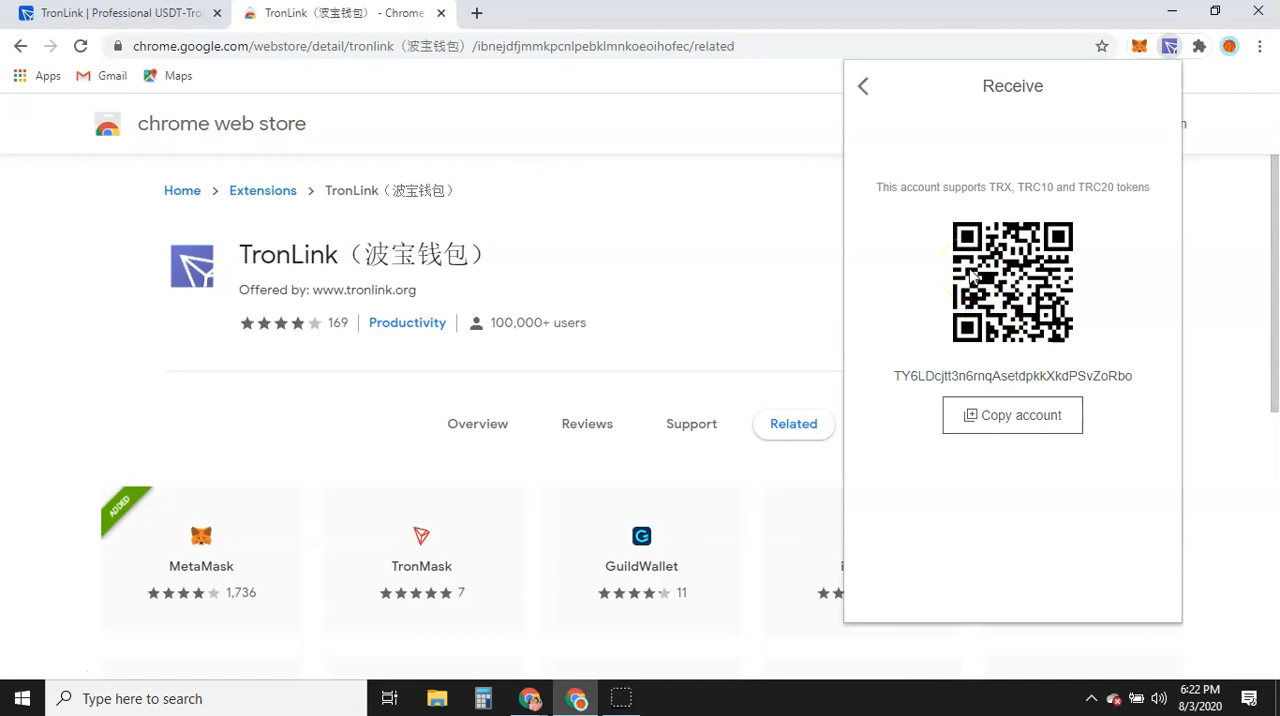 TronLink | Professional USDT-Tro
TronLink（波宝钱包） - Chrome
chrome.google.com/webstore/detail/tronlink（波宝钱包）/ibnejdfjmmkpcnlpebklmnkoeoihofec/related
Apps Gmail Maps
chrome web store
Home > Extensions > TronLink（波宝钱包）
TronLink（波宝钱包）
Offered by: www.tronlink.org
169 Productivity 100,000+ users
Overview Reviews Support Related
ADDED
MetaMask
1,736
TronMask
7
GuildWallet
11
Receive
This account supports TRX, TRC10 and TRC20 tokens
TY6LDcjtt3n6rnqAsetdpkkXkdPSvZoRbo
Copy account
Type here to search
6:22 PM
8/3/2020